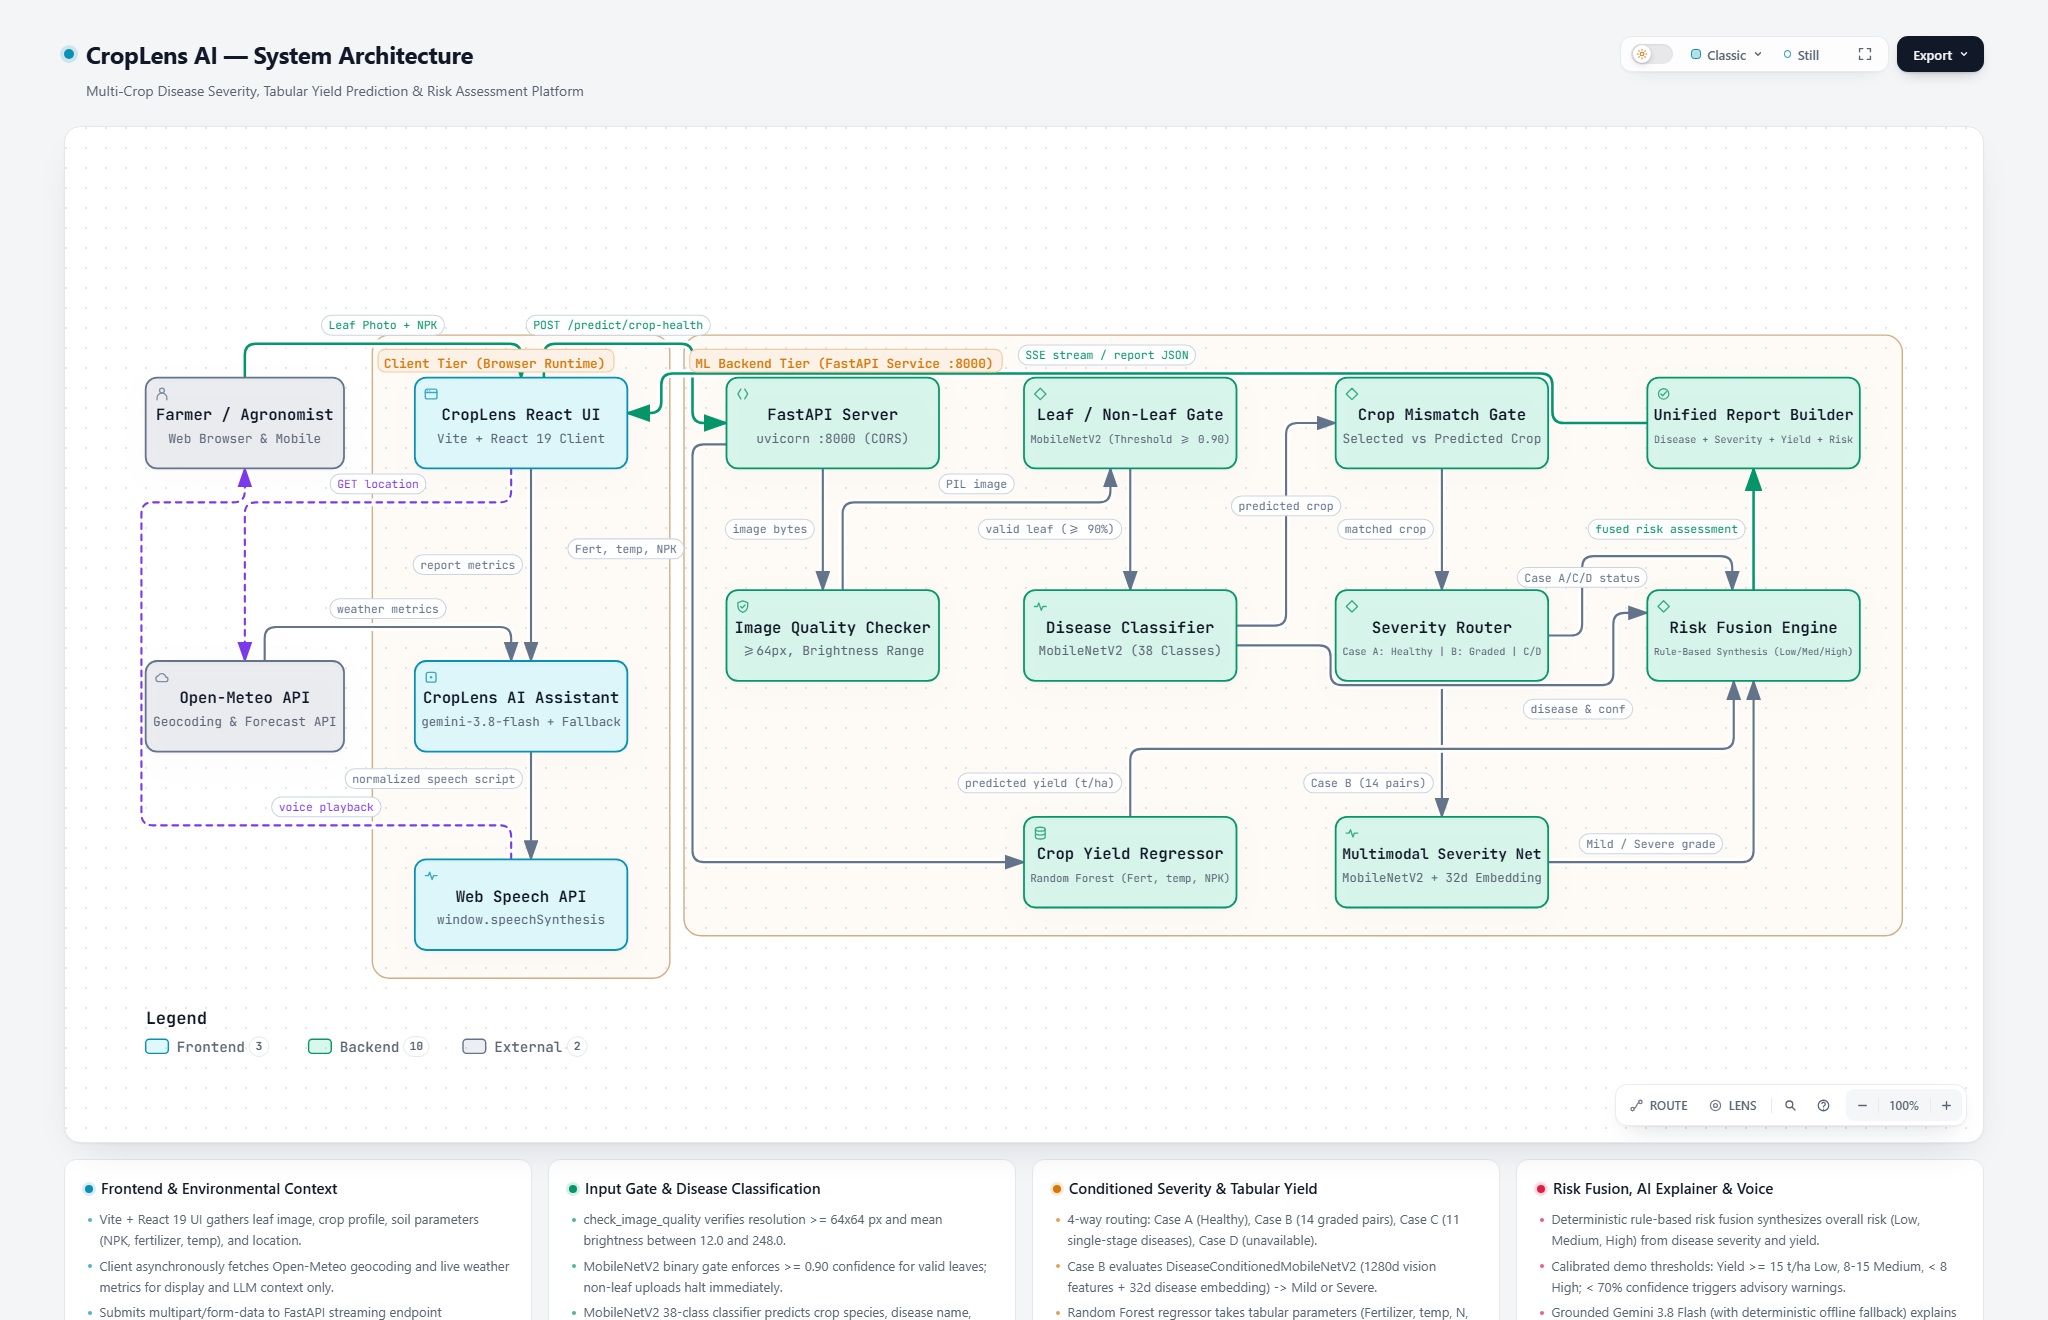 CropLens AI — System Architecture
Multi-Crop Disease Severity, Tabular Yield Prediction & Risk Assessment Platform
Classic
Still
Export
Leaf Photo + NPK
POST /predict/crop-health
Client Tier (Browser Runtime)
ML Backend Tier (FastAPI Service :8000)
SSE stream / report JSON
Farmer / Agronomist
Web Browser & Mobile
CropLens React UI
Vite + React 19 Client
FastAPI Server
uvicorn :8000 (CORS)
Leaf / Non-Leaf Gate
MobileNetV2 (Threshold ⩾ 0.90)
Crop Mismatch Gate
Selected vs Predicted Crop
Unified Report Builder
Disease + Severity + Yield + Risk
GET location
PIL image
predicted crop
image bytes
valid leaf (⩾ 90%)
matched crop
fused risk assessment
Fert, temp, NPK
report metrics
Case A/C/D status
weather metrics
Image Quality Checker
⩾64px, Brightness Range
Disease Classifier
MobileNetV2 (38 Classes)
Severity Router
Case A: Healthy | B: Graded | C/D
Risk Fusion Engine
Rule-Based Synthesis (Low/Med/High)
Open-Meteo API
Geocoding & Forecast API
CropLens AI Assistant
gemini-3.8-flash + Fallback
disease & conf
normalized speech script
predicted yield (t/ha)
Case B (14 pairs)
voice playback
Crop Yield Regressor
Random Forest (Fert, temp, NPK)
Multimodal Severity Net
MobileNetV2 + 32d Embedding
Mild / Severe grade
Web Speech API
window.speechSynthesis
Legend
Frontend 3
Backend 10
External 2
ROUTE
LENS
100%
Frontend & Environmental Context
Vite + React 19 UI gathers leaf image, crop profile, soil parameters
(NPK, fertilizer, temp), and location.
Client asynchronously fetches Open-Meteo geocoding and live weather
metrics for display and LLM context only.
Submits multipart/form-data to FastAPI streaming endpoint
Input Gate & Disease Classification
check_image_quality verifies resolution >= 64x64 px and mean
brightness between 12.0 and 248.0.
MobileNetV2 binary gate enforces >= 0.90 confidence for valid leaves;
non-leaf uploads halt immediately.
MobileNetV2 38-class classifier predicts crop species, disease name,
Conditioned Severity & Tabular Yield
4-way routing: Case A (Healthy), Case B (14 graded pairs), Case C (11
single-stage diseases), Case D (unavailable).
Case B evaluates DiseaseConditionedMobileNetV2 (1280d vision
features + 32d disease embedding) -> Mild or Severe.
Random Forest regressor takes tabular parameters (Fertilizer, temp, N,
Risk Fusion, AI Explainer & Voice
Deterministic rule-based risk fusion synthesizes overall risk (Low,
Medium, High) from disease severity and yield.
Calibrated demo thresholds: Yield >= 15 t/ha Low, 8-15 Medium, < 8
High; < 70% confidence triggers advisory warnings.
Grounded Gemini 3.8 Flash (with deterministic offline fallback) explains